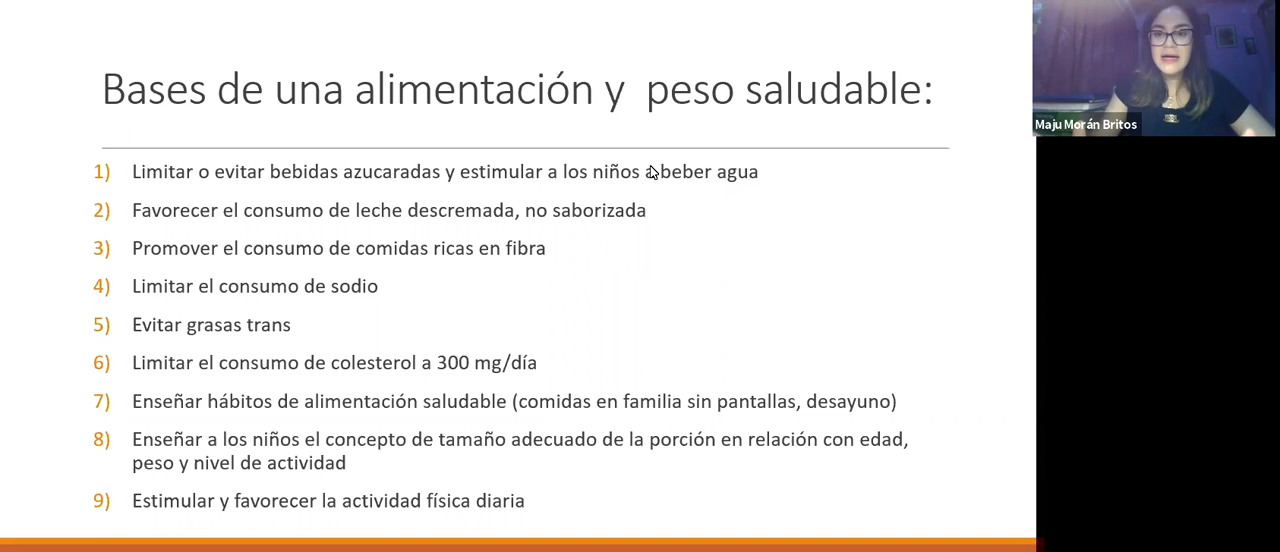 Bases de una alimentación y peso saludable:
Maju Morán Britos
1) Limitar o evitar bebidas azucaradas y estimular a los niños a beber agua
2) Favorecer el consumo de leche descremada, no saborizada
3) Promover el consumo de comidas ricas en fibra
4) Limitar el consumo de sodio
5) Evitar grasas trans
6) Limitar el consumo de colesterol a 300 mg/día
7) Enseñar hábitos de alimentación saludable (comidas en familia sin pantallas, desayuno)
8) Enseñar a los niños el concepto de tamaño adecuado de la porción en relación con edad,
peso y nivel de actividad
9) Estimular y favorecer la actividad física diaria